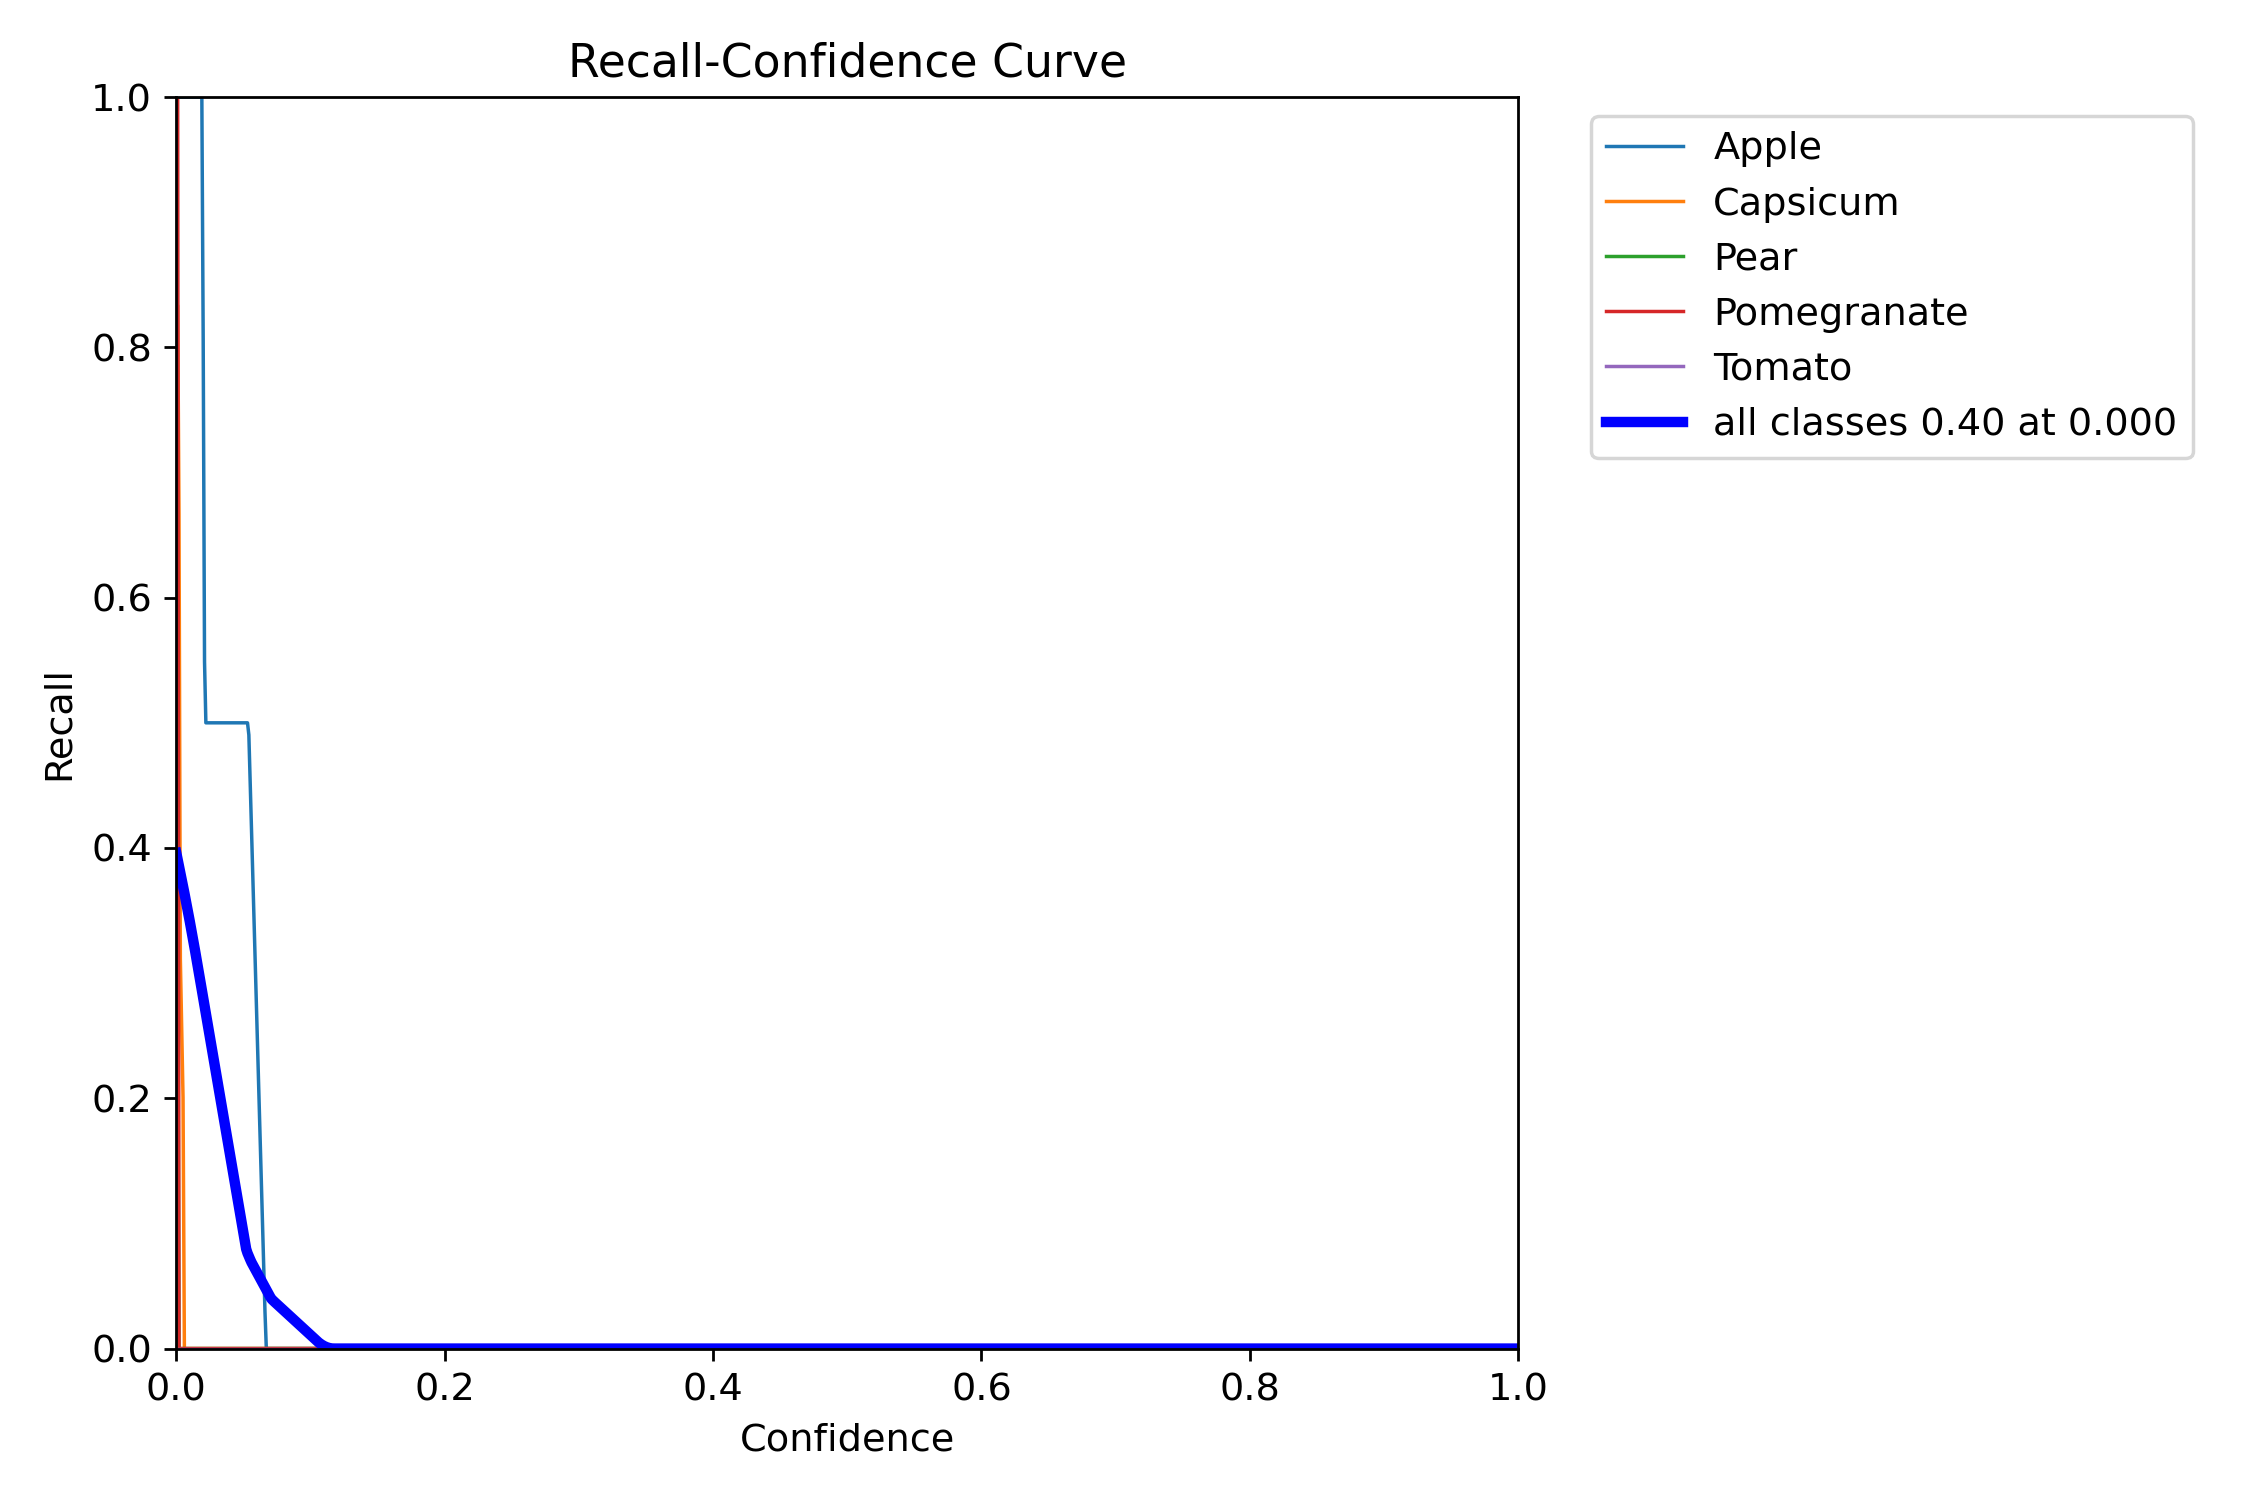 Recall-Confidence Curve
1.0
0.8
0.6
0.4
0.2
0.0
Recall
0.0 0.2 0.4 0.6 0.8 1.0
Confidence
Apple
Capsicum
Pear
Pomegranate
Tomato
all classes 0.40 at 0.000